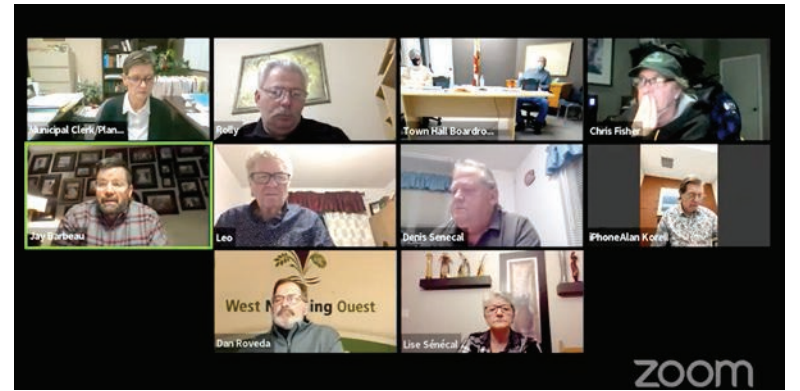 Municipal Clerk/Plan...
Rolly
Town Hall Boardro...
Chris Fisher
Jay Barbeau
Leo
Denis Senecal
iPhoneAlan Korell
West ing Ouest
Dan Roveda
Lise Sénécal
zoom